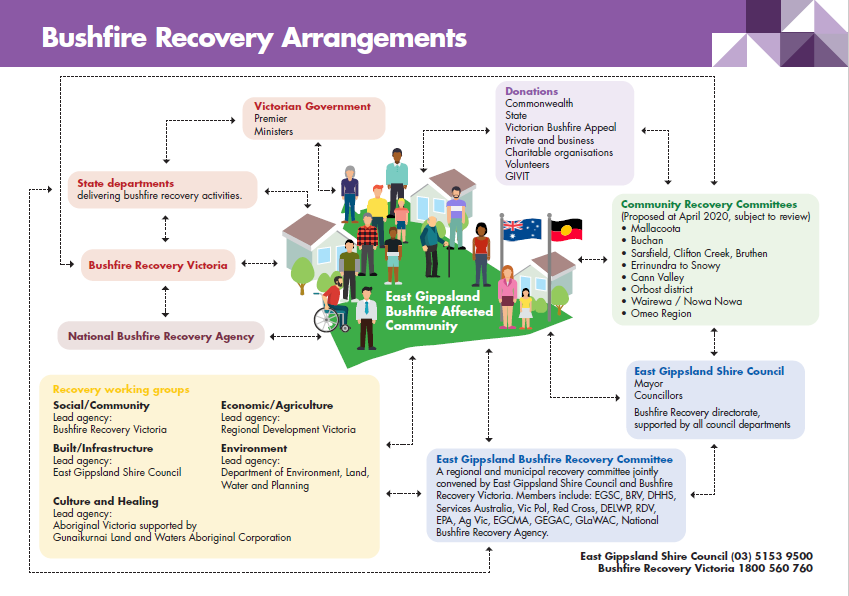 Bushfire Recovery Arrangements
Victorian Government
Premier
Ministers
Donations
Commonwealth
State
Victorian Bushfire Appeal
Private and business
Charitable organisations
Volunteers
GIVIT
State departments
delivering bushfire recovery activities.
Bushfire Recovery Victoria
National Bushfire Recovery Agency
East Gippsland
Bushfire Affected
Community
Community Recovery Committees
(Proposed at April 2020, subject to review)
• Mallacoota
• Buchan
• Sarsfield, Clifton Creek, Bruthen
• Errinundra to Snowy
• Cann Valley
• Orbost district
• Wairewa / Nowa Nowa
• Omeo Region
East Gippsland Shire Council
Mayor
Councillors
Bushfire Recovery directorate,
supported by all council departments
Recovery working groups
Social/Community
Lead agency:
Bushfire Recovery Victoria
Economic/Agriculture
Lead agency:
Regional Development Victoria
Built/Infrastructure
Lead agency:
East Gippsland Shire Council
Environment
Lead agency:
Department of Environment, Land,
Water and Planning
Culture and Healing
Lead agency:
Aboriginal Victoria supported by
Gunaikurnai Land and Waters Aboriginal Corporation
East Gippsland Bushfire Recovery Committee
A regional and municipal recovery committee jointly
convened by East Gippsland Shire Council and Bushfire
Recovery Victoria. Members include: EGSC, BRV, DHHS,
Services Australia, Vic Pol, Red Cross, DELWP, RDV,
EPA, Ag Vic, EGCMA, GEGAC, GLaWAC, National
Bushfire Recovery Agency.
East Gippsland Shire Council (03) 5153 9500
Bushfire Recovery Victoria 1800 560 760